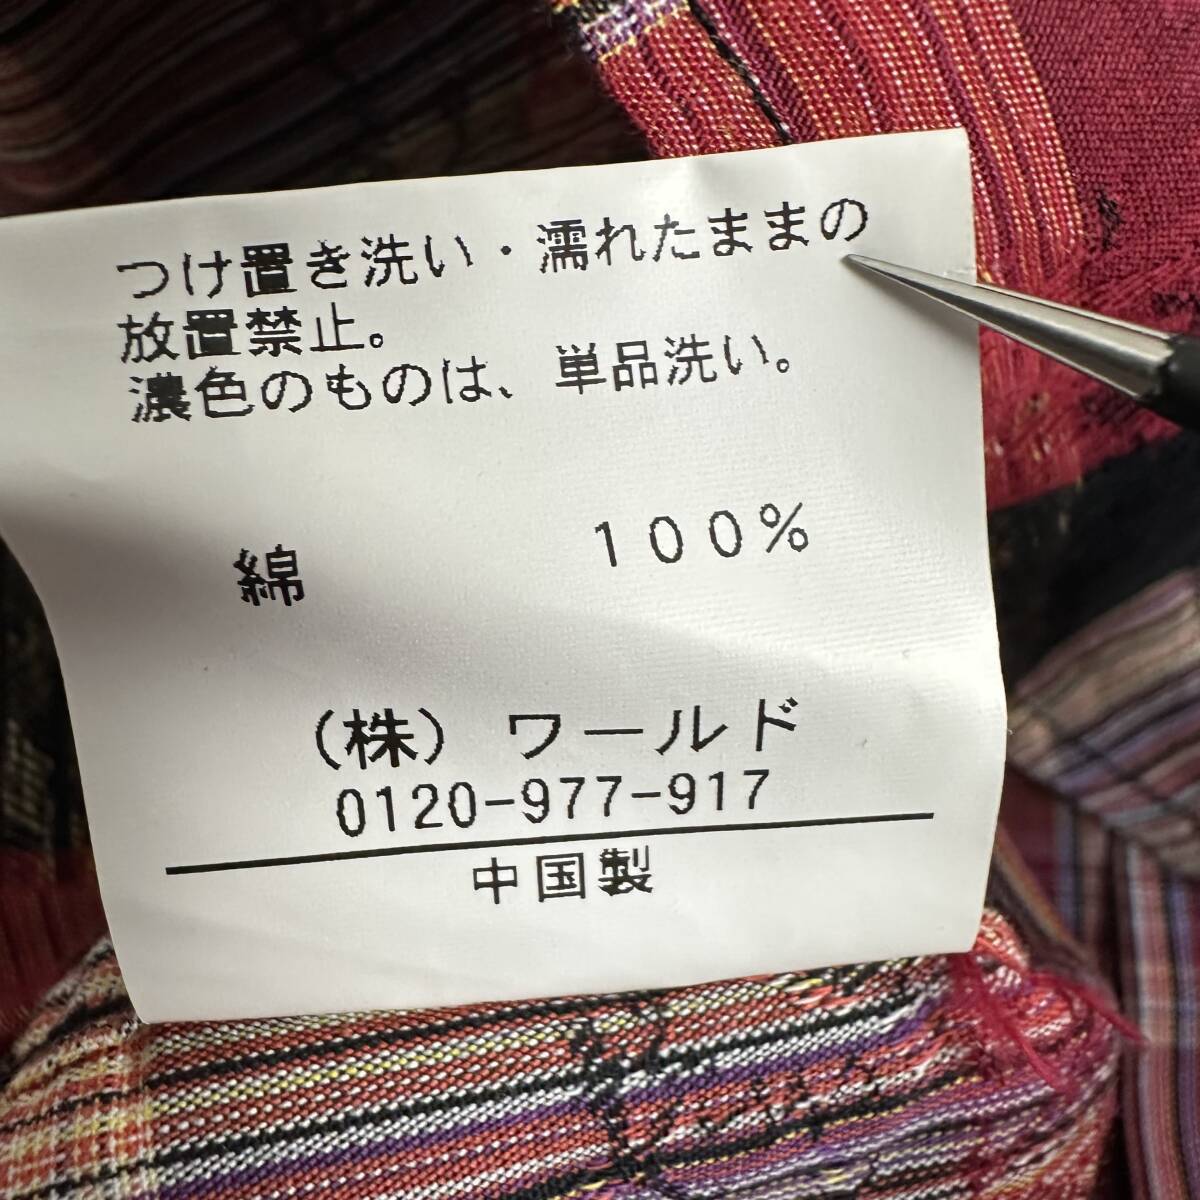 つけ置き洗い・濡れたままの
放置禁止。
濃色のものは、単品洗い。
綿　　　　１００％
（株）ワールド
0120-977-917
中国製